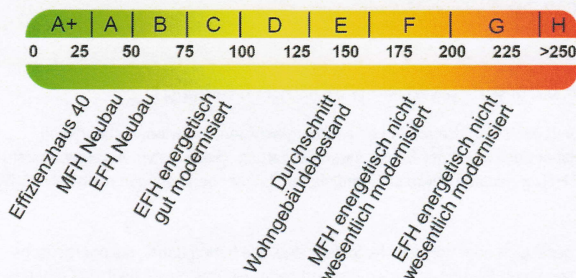 A+ A B C D E F G H
0 25 50 75 100 125 150 175 200 225 >250
Effizienzhaus 40
MFH Neubau
EFH Neubau
EFH energetisch
gut modernisiert
Durchschnitt
Wohngebäudebestand
MFH energetisch nicht
wesentlich modernisiert
EFH energetisch nicht
wesentlich modernisiert